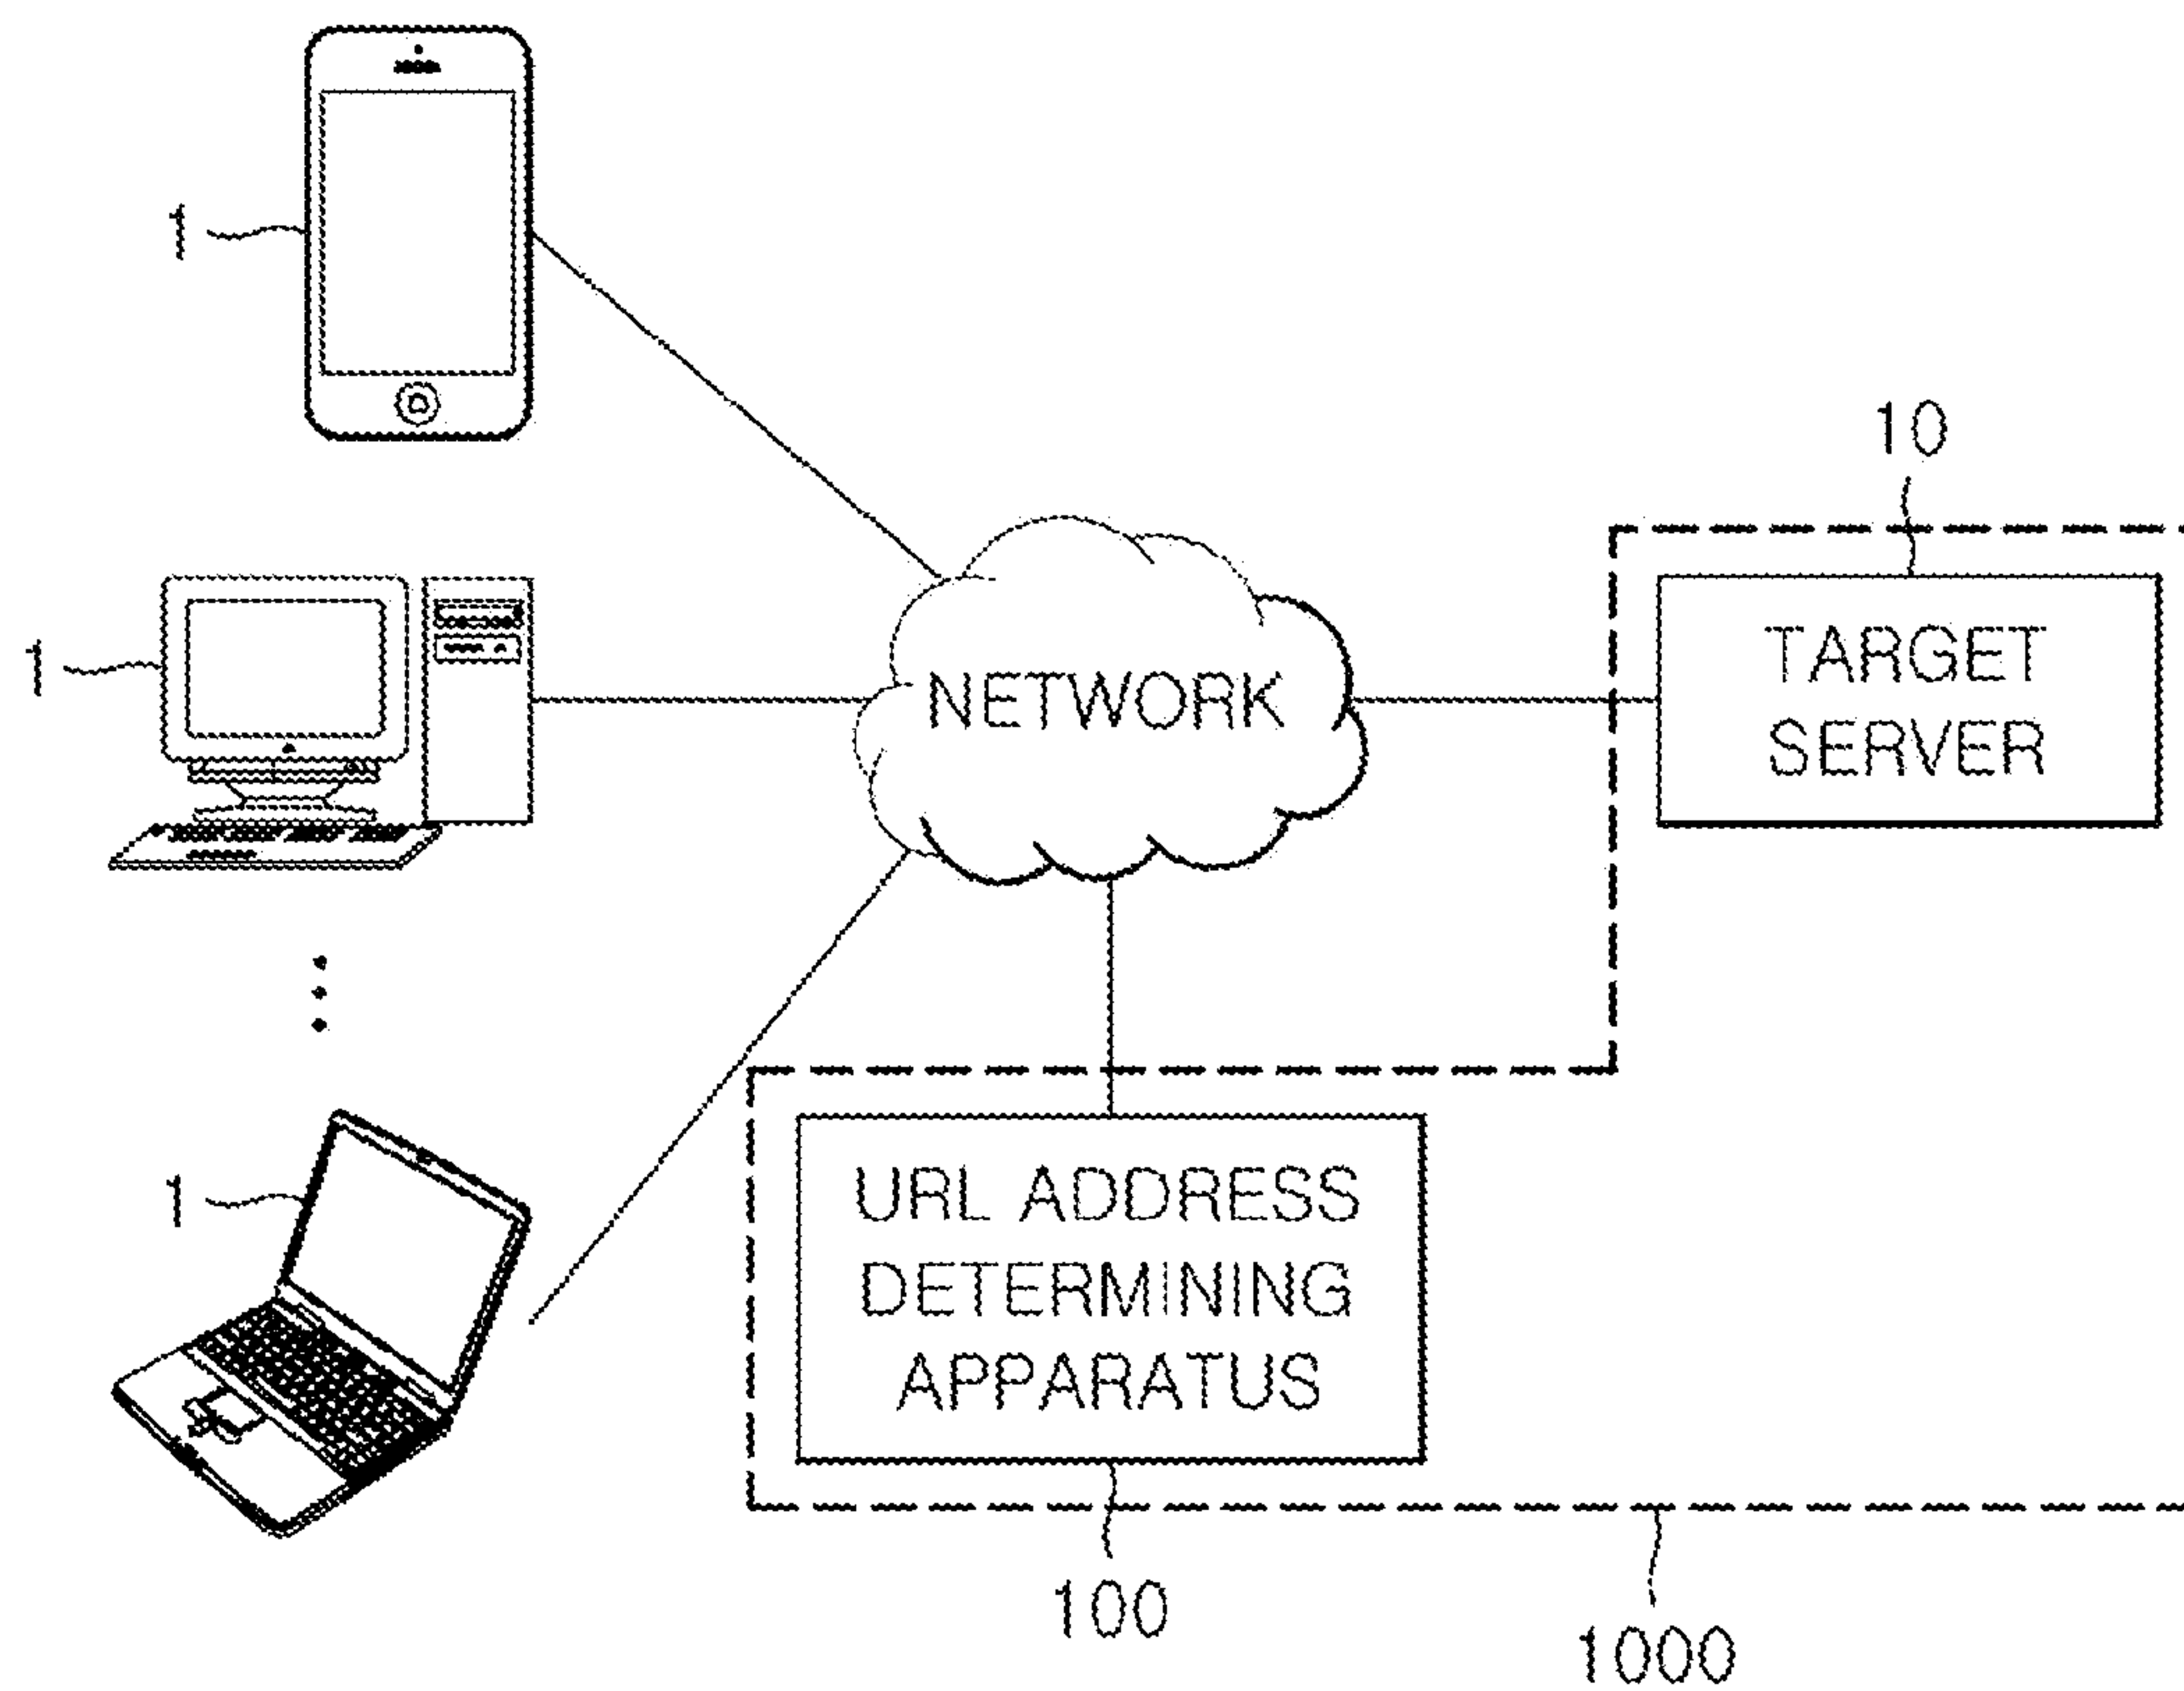 1
10
1
NETWORK
TARGET
SERVER
1
URL ADDRESS
DETERMINING
APPARATUS
100
1000